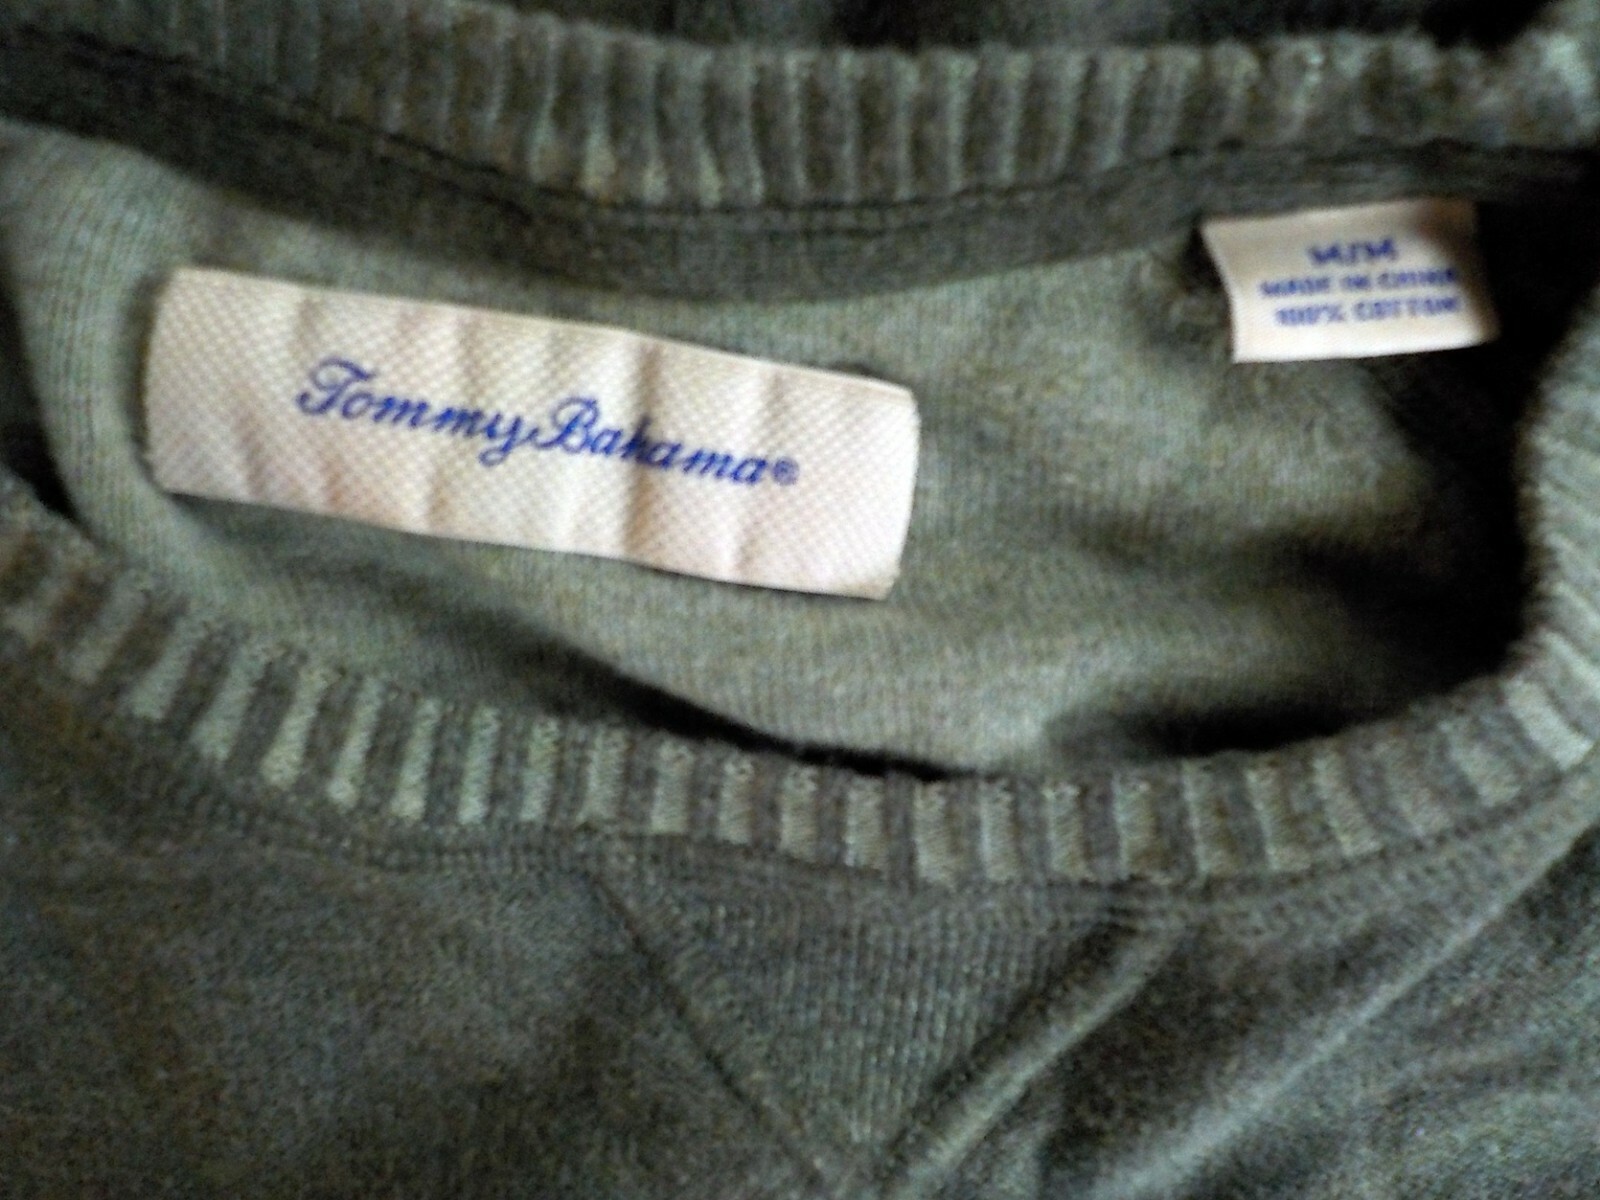 Tommy Bahama®
M/M
MADE IN CHINA
100% COTTON